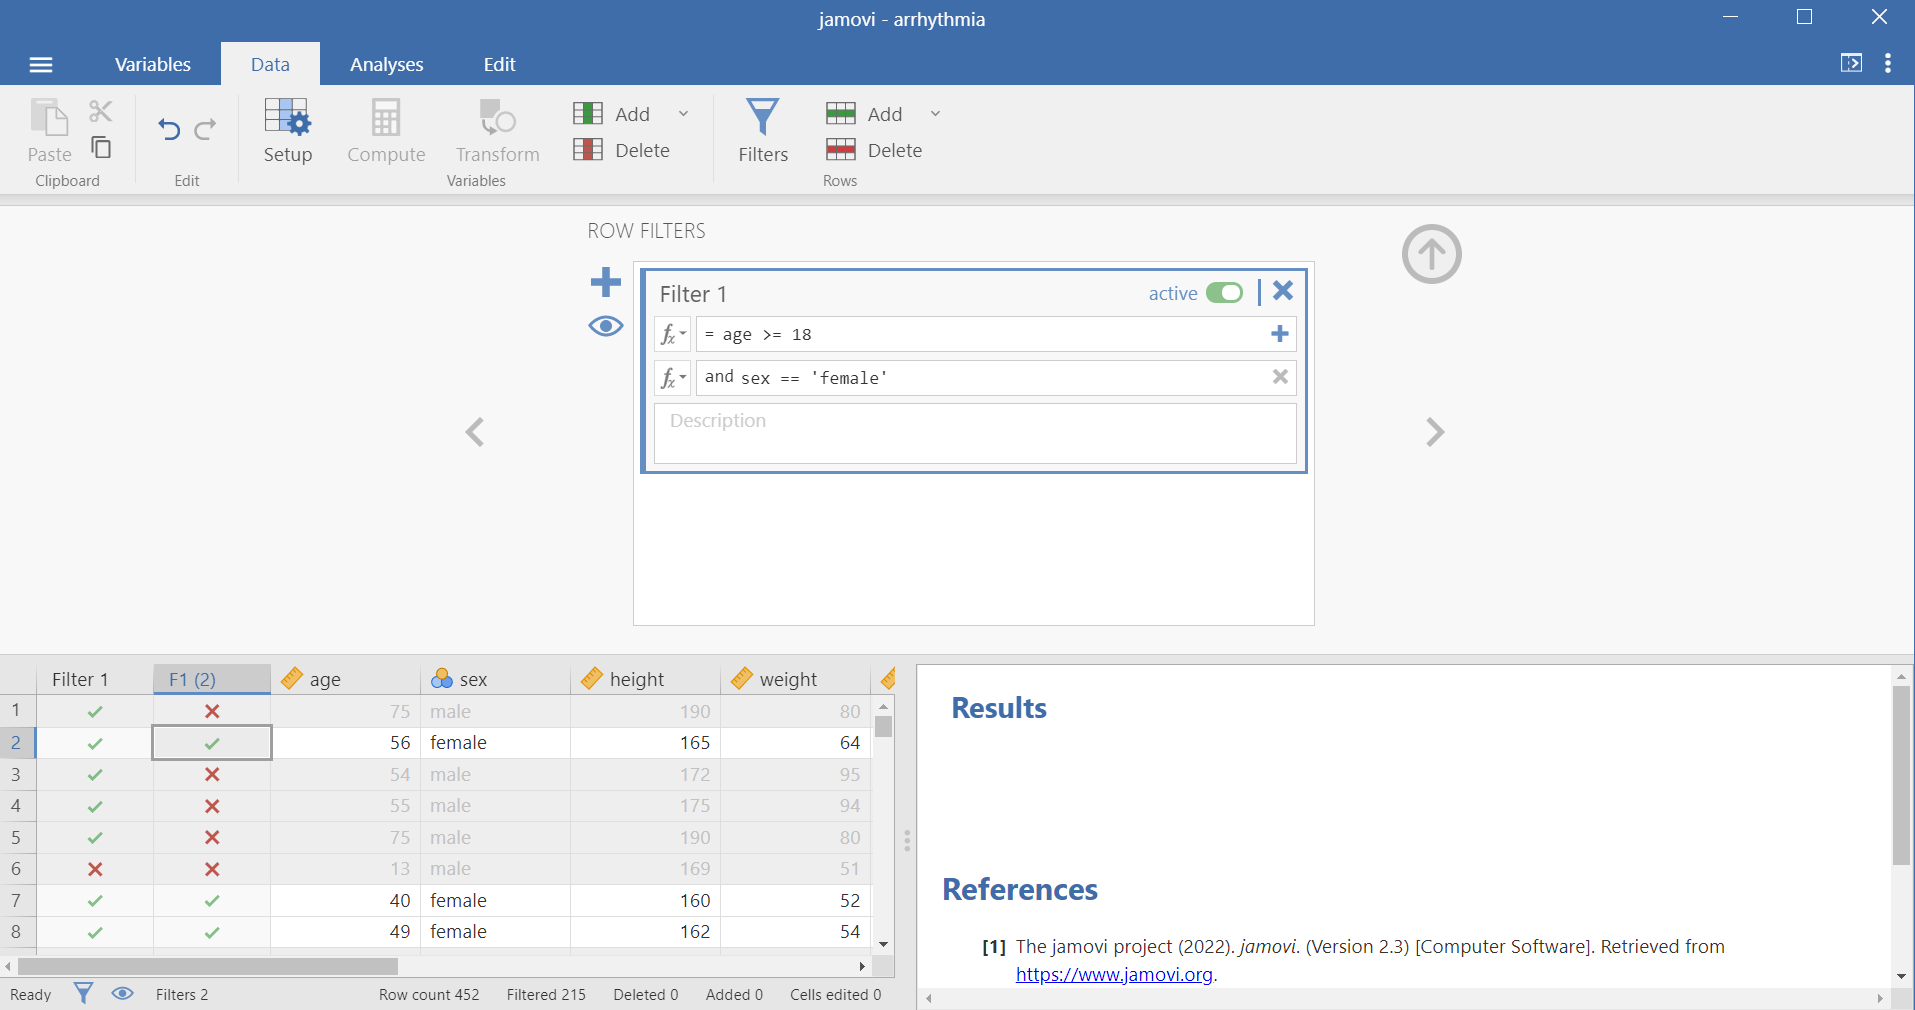 jamovi - arrhythmia
Variables Data Analyses Edit
Paste
Clipboard
Edit
Setup Compute Transform
Add
Delete
Variables
Filters
Add
Delete
Rows
ROW FILTERS
Filter 1 active
fx = age >= 18
fx and sex == 'female'
Description
Filter 1 F1 (2) age sex height weight
1 75 male 190 80
2 56 female 165 64
3 54 male 172 95
4 55 male 175 94
5 75 male 190 80
6 13 male 169 51
7 40 female 160 52
8 49 female 162 54
Ready Filters 2 Row count 452 Filtered 215 Deleted 0 Added 0 Cells edited 0
Results
References
[1] The jamovi project (2022). jamovi. (Version 2.3) [Computer Software]. Retrieved from
https://www.jamovi.org.